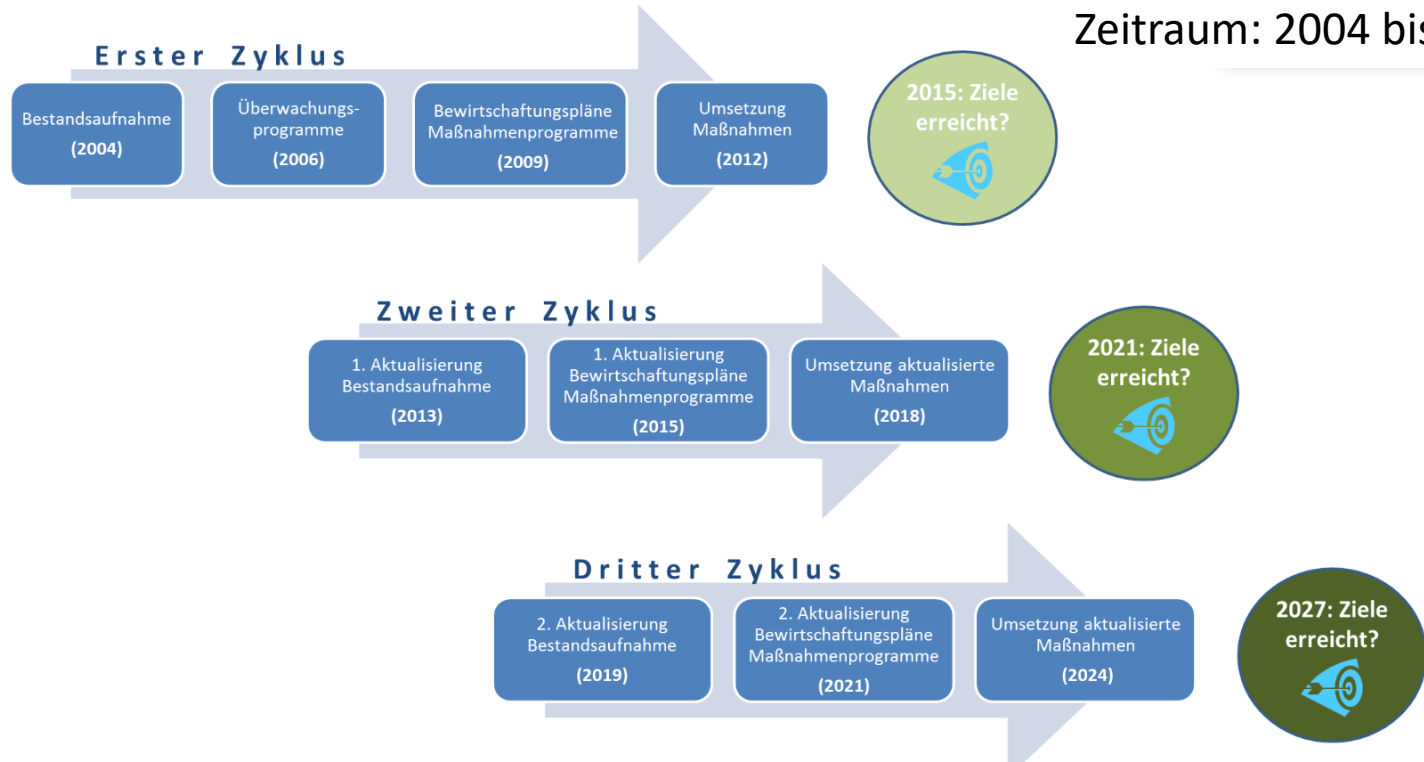 Zeitraum: 2004 bis
Erster Zyklus
Bestandsaufnahme
(2004)
Überwachungs-
programme
(2006)
Bewirtschaftungspläne
Maßnahmenprogramme
(2009)
Umsetzung
Maßnahmen
(2012)
2015: Ziele
erreicht?
Zweiter Zyklus
1. Aktualisierung
Bestandsaufnahme
(2013)
1. Aktualisierung
Bewirtschaftungspläne
Maßnahmenprogramme
(2015)
Umsetzung aktualisierte
Maßnahmen
(2018)
2021: Ziele
erreicht?
Dritter Zyklus
2. Aktualisierung
Bestandsaufnahme
(2019)
2. Aktualisierung
Bewirtschaftungspläne
Maßnahmenprogramme
(2021)
Umsetzung aktualisierte
Maßnahmen
(2024)
2027: Ziele
erreicht?